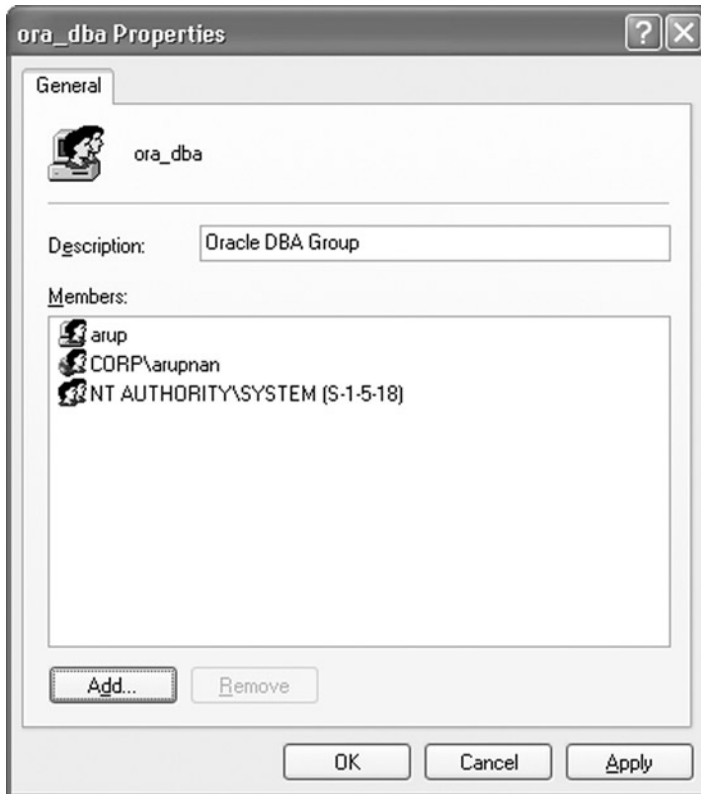 ora_dba Properties
General
ora_dba
Description: Oracle DBA Group
Members:
arup
CORP\arupnan
NT AUTHORITY\SYSTEM (S-1-5-18)
Add... Remove
OK Cancel Apply